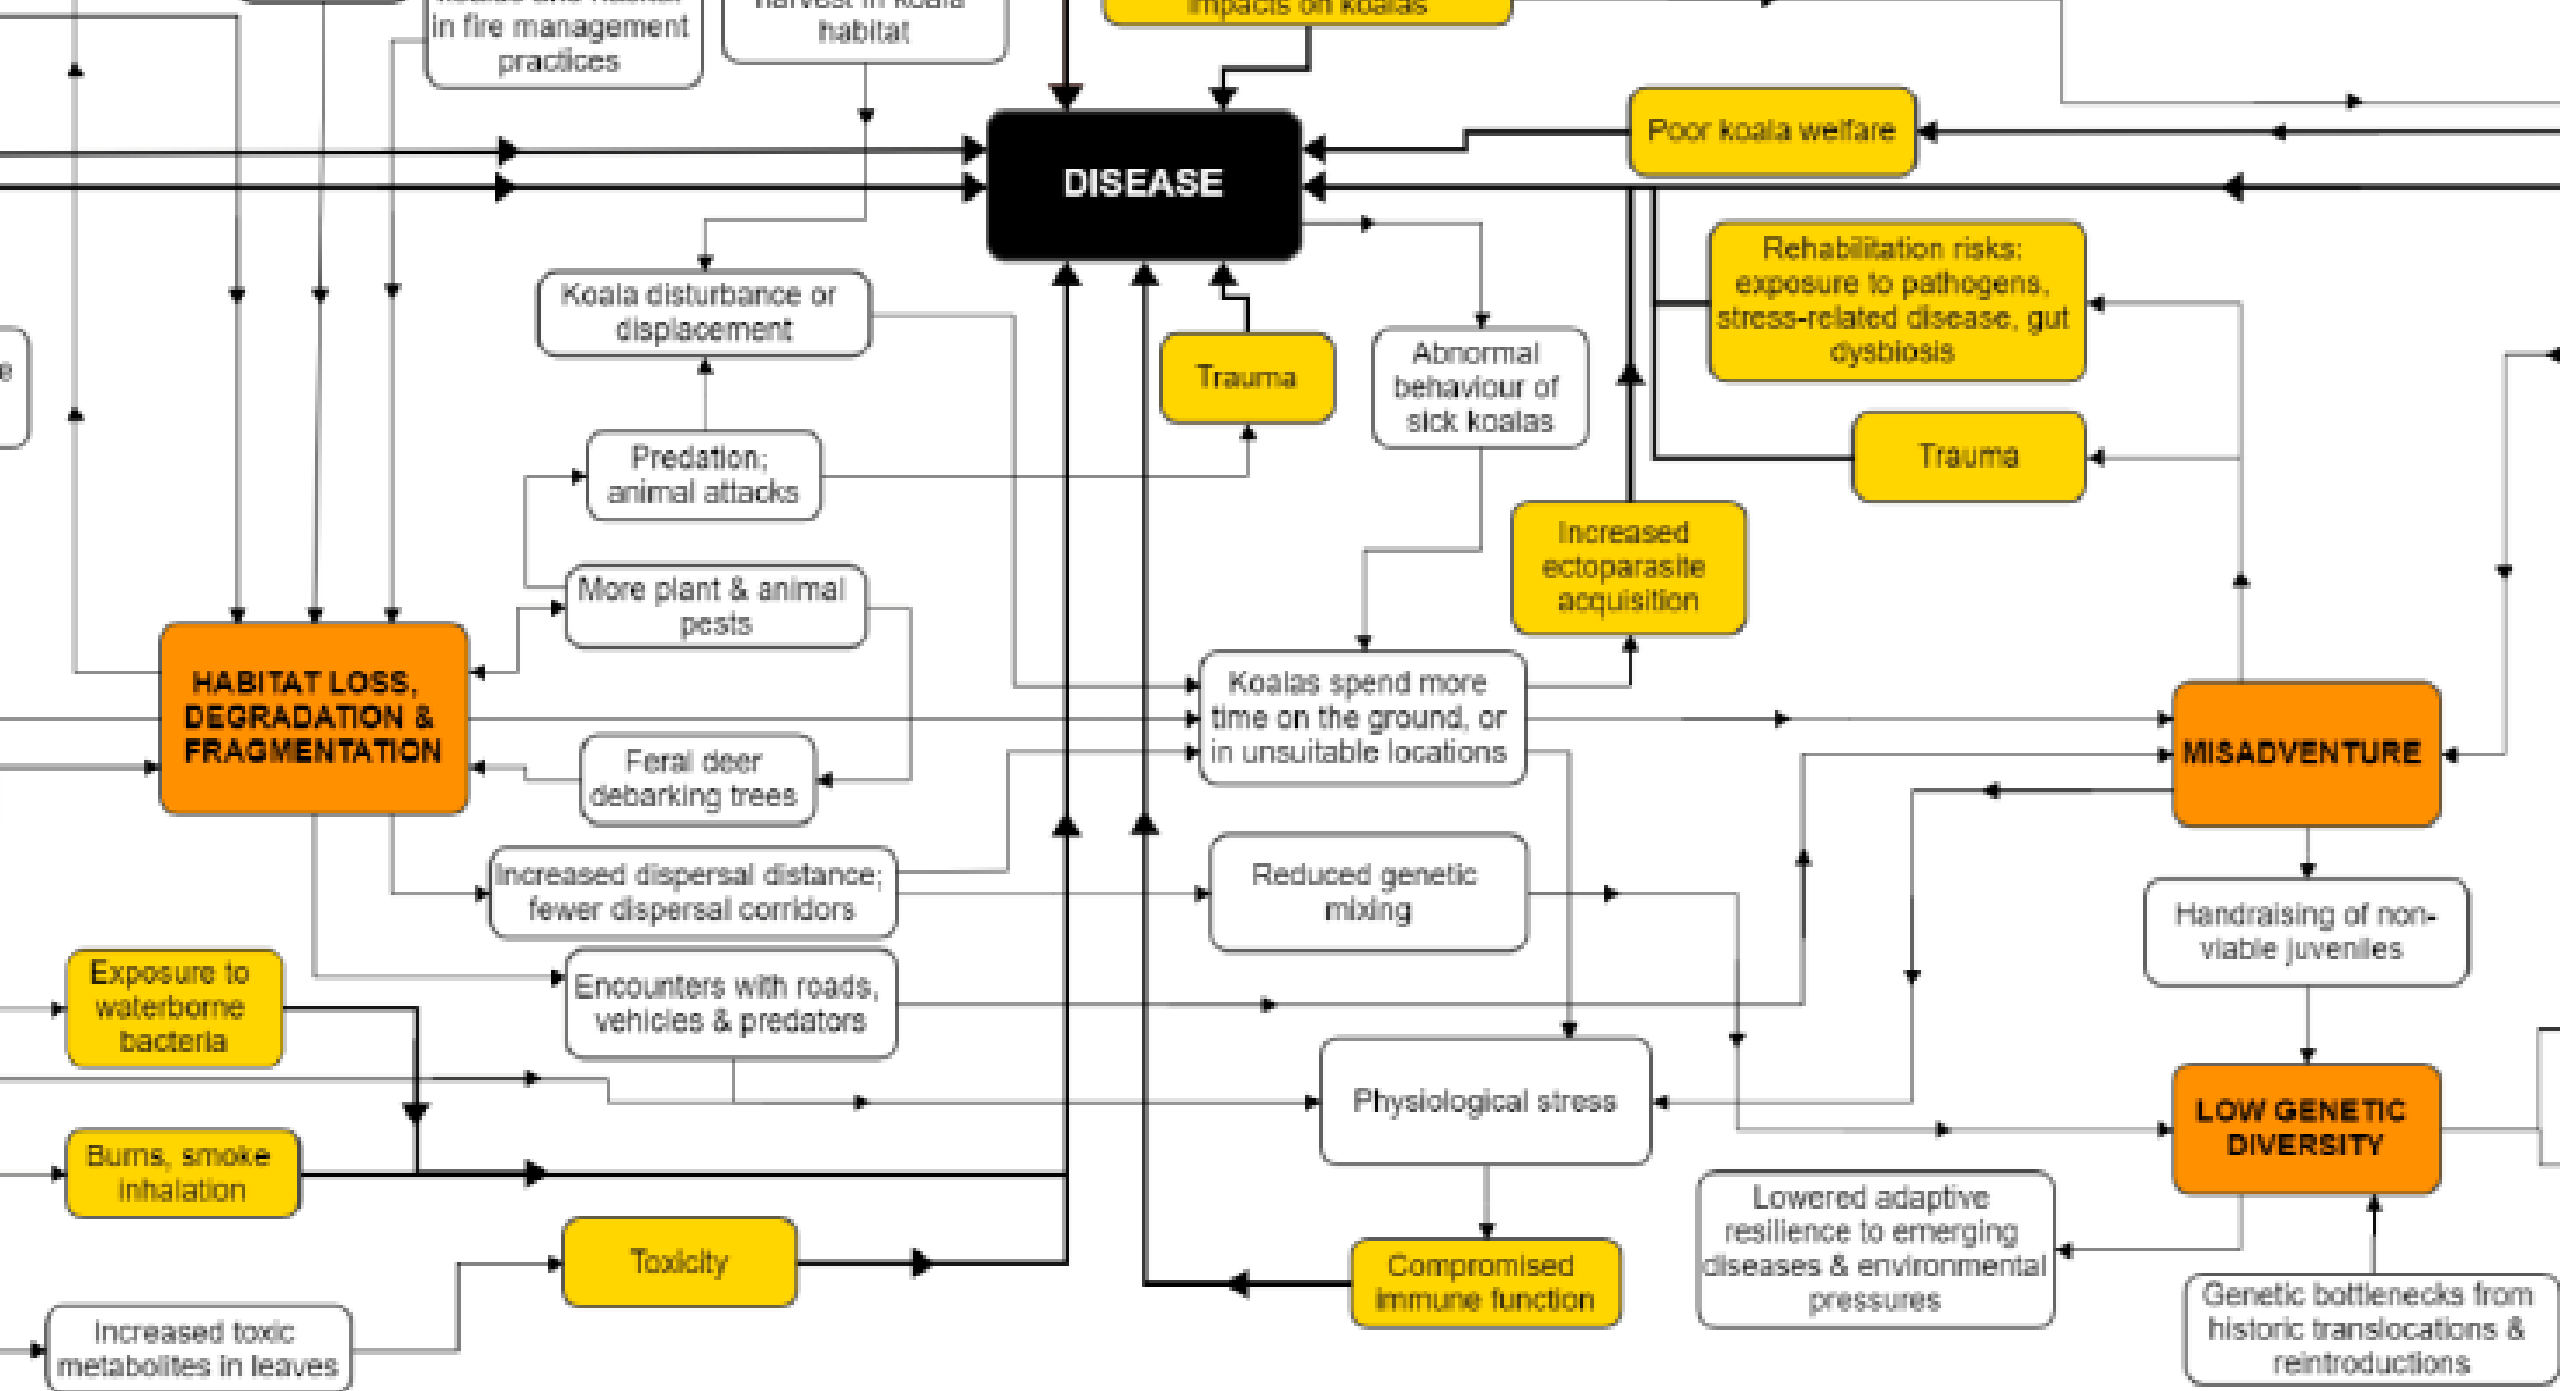 in fire management
practices
harvest in koala
habitat
impacts on koalas
Poor koala welfare
DISEASE
Rehabilitation risks:
exposure to pathogens,
stress-related disease, gut
dysbiosis
Koala disturbance or
displacement
Trauma
Abnormal
behaviour of
sick koalas
Trauma
Predation;
animal attacks
Increased
ectoparasite
acquisition
More plant & animal
pests
HABITAT LOSS,
DEGRADATION &
FRAGMENTATION
Koalas spend more
time on the ground, or
in unsuitable locations
MISADVENTURE
Feral deer
debarking trees
Increased dispersal distance;
fewer dispersal corridors
Reduced genetic
mixing
Handraising of non-
viable juveniles
Exposure to
waterborne
bacteria
Encounters with roads,
vehicles & predators
Physiological stress
LOW GENETIC
DIVERSITY
Burns, smoke
inhalation
Lowered adaptive
resilience to emerging
diseases & environmental
pressures
Toxicity
Compromised
immune function
Genetic bottlenecks from
historic translocations &
reintroductions
Increased toxic
metabolites in leaves